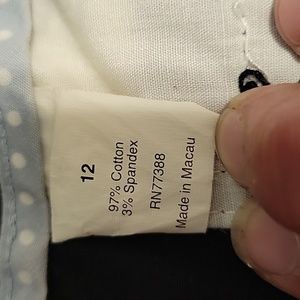 12
97% Cotton
3% Spandex
RN77388
Made in Macau